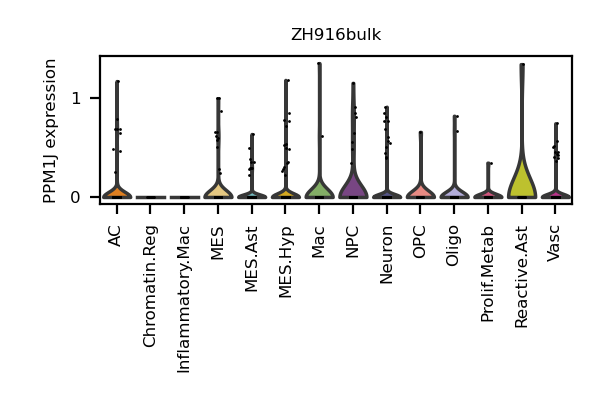 ZH916bulk
PPM1J expression
1
0
AC
Chromatin.Reg
Inflammatory.Mac
MES
MES.Ast
MES.Hyp
Mac
NPC
Neuron
OPC
Oligo
Prolif.Metab
Reactive.Ast
Vasc